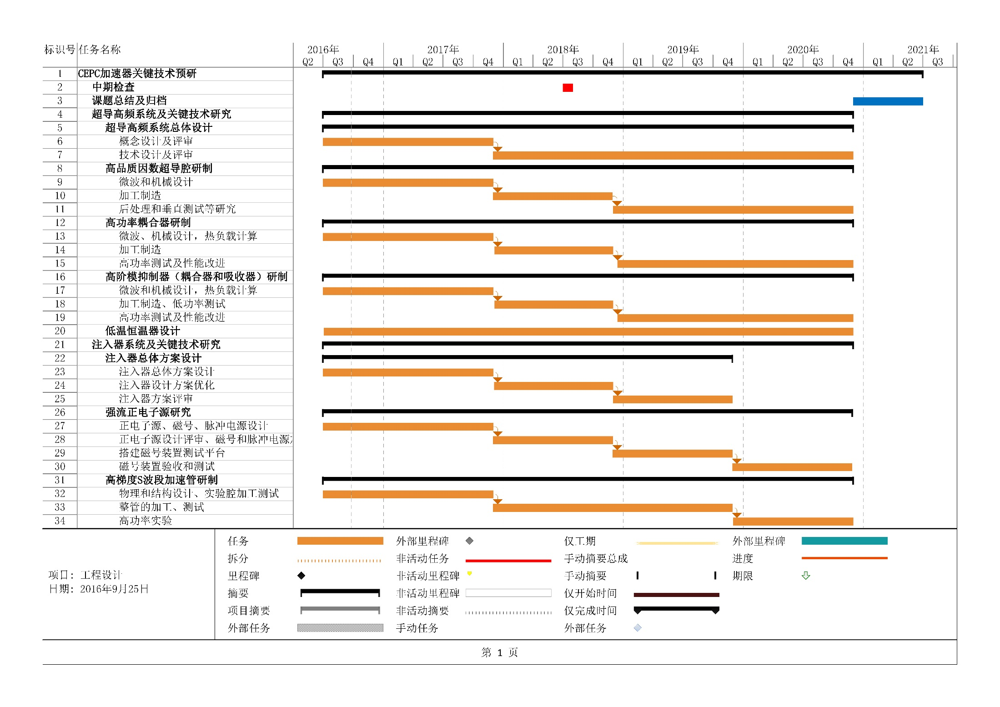 标识号 任务名称 2016年 2017年 2018年 2019年 2020年 2021年
Q2 Q3 Q4 Q1 Q2 Q3 Q4 Q1 Q2 Q3 Q4 Q1 Q2 Q3 Q4 Q1 Q2 Q3 Q4 Q1 Q2 Q3
1 CEPC加速器关键技术预研
2 中期检查
3 课题总结及归档
4 超导高频系统及关键技术研究
5 超导高频系统总体设计
6 概念设计及评审
7 技术设计及评审
8 高品质因数超导腔研制
9 微波和机械设计
10 加工制造
11 后处理和垂直测试等研究
12 高功率耦合器研制
13 微波、机械设计，热负载计算
14 加工制造
15 高功率测试及性能改进
16 高阶模抑制器（耦合器和吸收器）研制
17 微波和机械设计，热负载计算
18 加工制造、低功率测试
19 高功率测试及性能改进
20 低温恒温器设计
21 注入器系统及关键技术研究
22 注入器总体方案设计
23 注入器总体方案设计
24 注入器设计方案优化
25 注入器方案评审
26 强流正电子源研究
27 正电子源、磁号、脉冲电源设计
28 正电子源设计评审、磁号和脉冲电源
29 搭建磁号装置测试平台
30 磁号装置验收和测试
31 高梯度S波段加速管研制
32 物理和结构设计、实验腔加工测试
33 整管的加工、测试
34 高功率实验
任务 外部里程碑 仅工期 外部里程碑
拆分 非活动任务 手动摘要总成 进度
里程碑 非活动里程碑 手动摘要 期限
摘要 非活动里程碑 仅开始时间
项目摘要 非活动摘要 仅完成时间
外部任务 手动任务 外部任务
项目: 工程设计
日期: 2016年9月25日
第 1 页